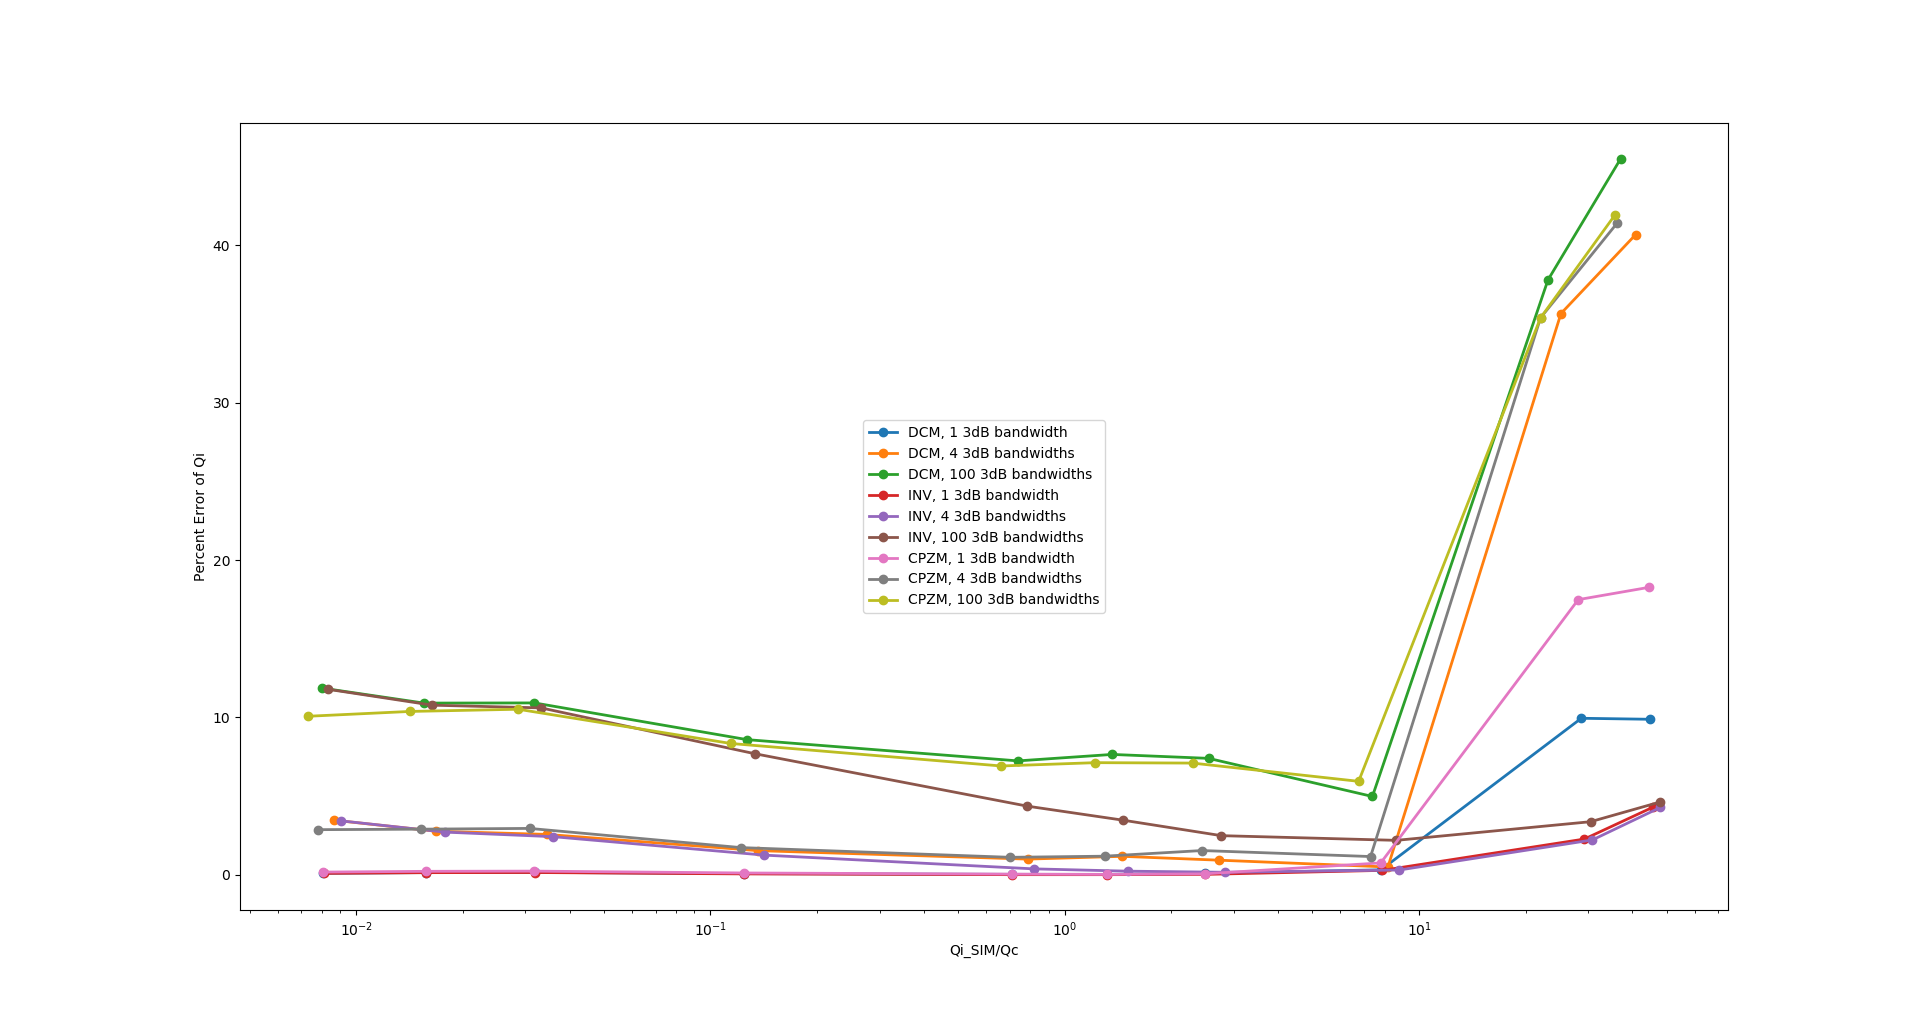 40
30
20
10
0
Percent Error of Qi
DCM, 1 3dB bandwidth
DCM, 4 3dB bandwidths
DCM, 100 3dB bandwidths
INV, 1 3dB bandwidth
INV, 4 3dB bandwidths
INV, 100 3dB bandwidths
CPZM, 1 3dB bandwidth
CPZM, 4 3dB bandwidths
CPZM, 100 3dB bandwidths
10⁻² 10⁻¹ 10⁰ 10¹
Qi_SIM/Qc